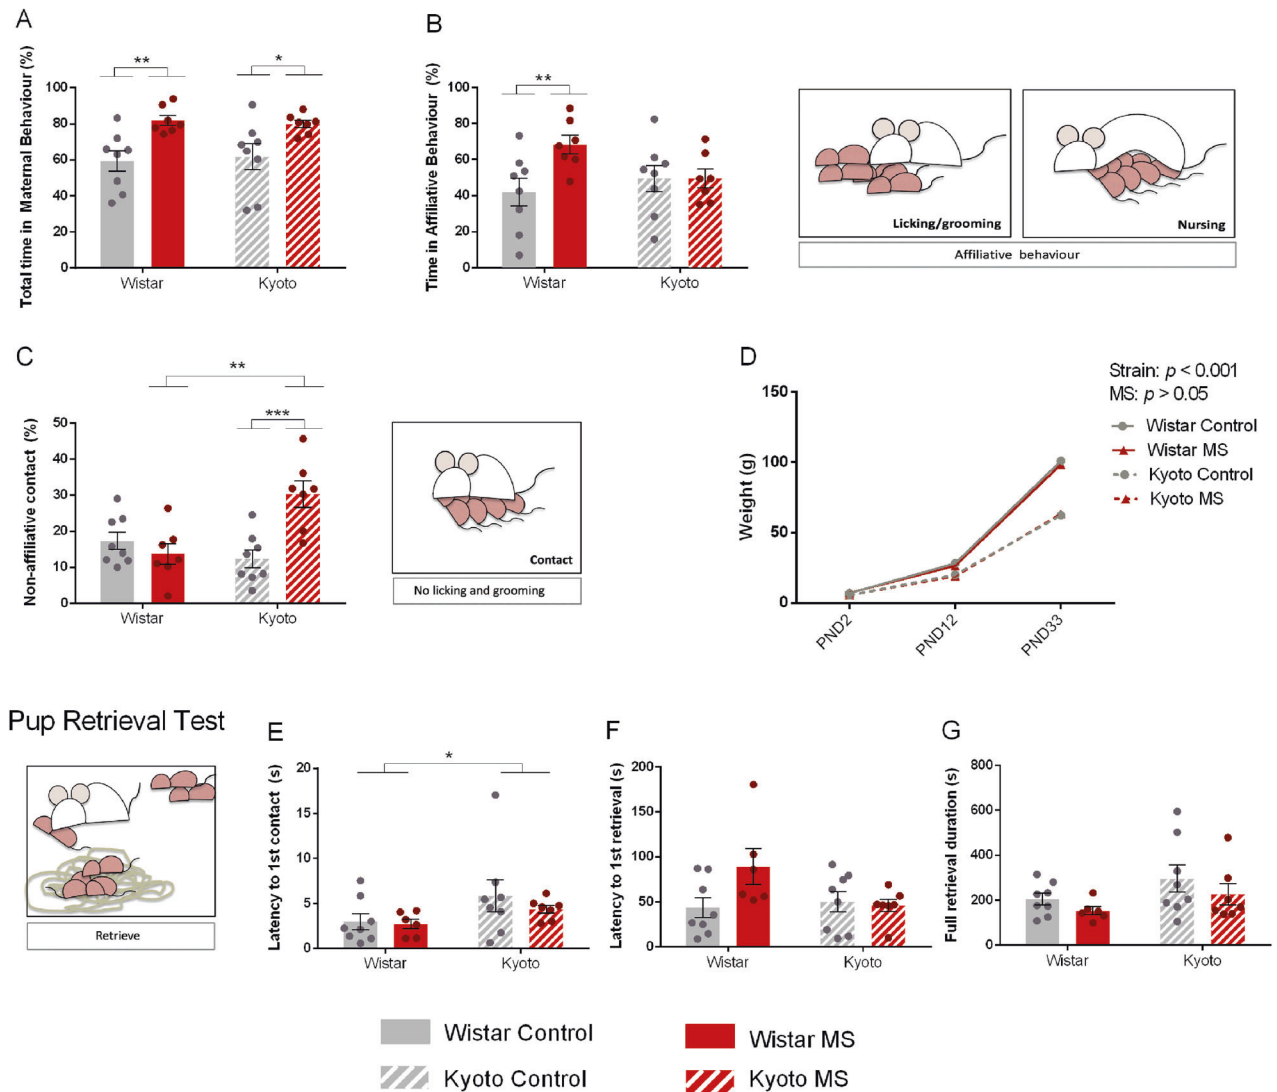 A
Total time in Maternal Behaviour (%)
100
80
60
40
20
0
**
*
Wistar
Kyoto
B
Time in Affiliative Behaviour (%)
100
80
60
40
20
0
**
Wistar
Kyoto
Licking/grooming
Nursing
Affiliative behaviour
C
Non-affiliative contact (%)
50
40
30
20
10
0
**
***
Wistar
Kyoto
Contact
No licking and grooming
D
Weight (g)
150
100
50
0
PND2
PND12
PND33
Strain: p < 0.001
MS: p > 0.05
Wistar Control
Wistar MS
Kyoto Control
Kyoto MS
Pup Retrieval Test
Retrieve
E
Latency to 1st contact (s)
20
15
10
5
0
*
Wistar
Kyoto
F
Latency to 1st retrieval (s)
200
150
100
50
0
Wistar
Kyoto
G
Full retrieval duration (s)
800
600
400
200
0
Wistar
Kyoto
Wistar Control
Wistar MS
Kyoto Control
Kyoto MS